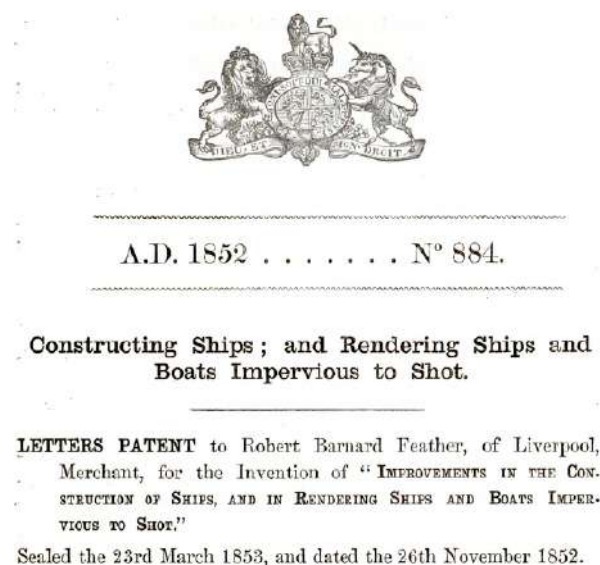 DIEU ET MON DROIT
A.D. 1852 . . . . . . . Nº 884.
Constructing Ships; and Rendering Ships and
Boats Impervious to Shot.
LETTERS PATENT to Robert Barnard Feather, of Liverpool,
Merchant, for the Invention of “ IMPROVEMENTS IN THE CON-
STRUCTION OF SHIPS, AND IN RENDERING SHIPS AND BOATS IMPER-
VIOUS TO SHOT.”
Sealed the 23rd March 1853, and dated the 26th November 1852.